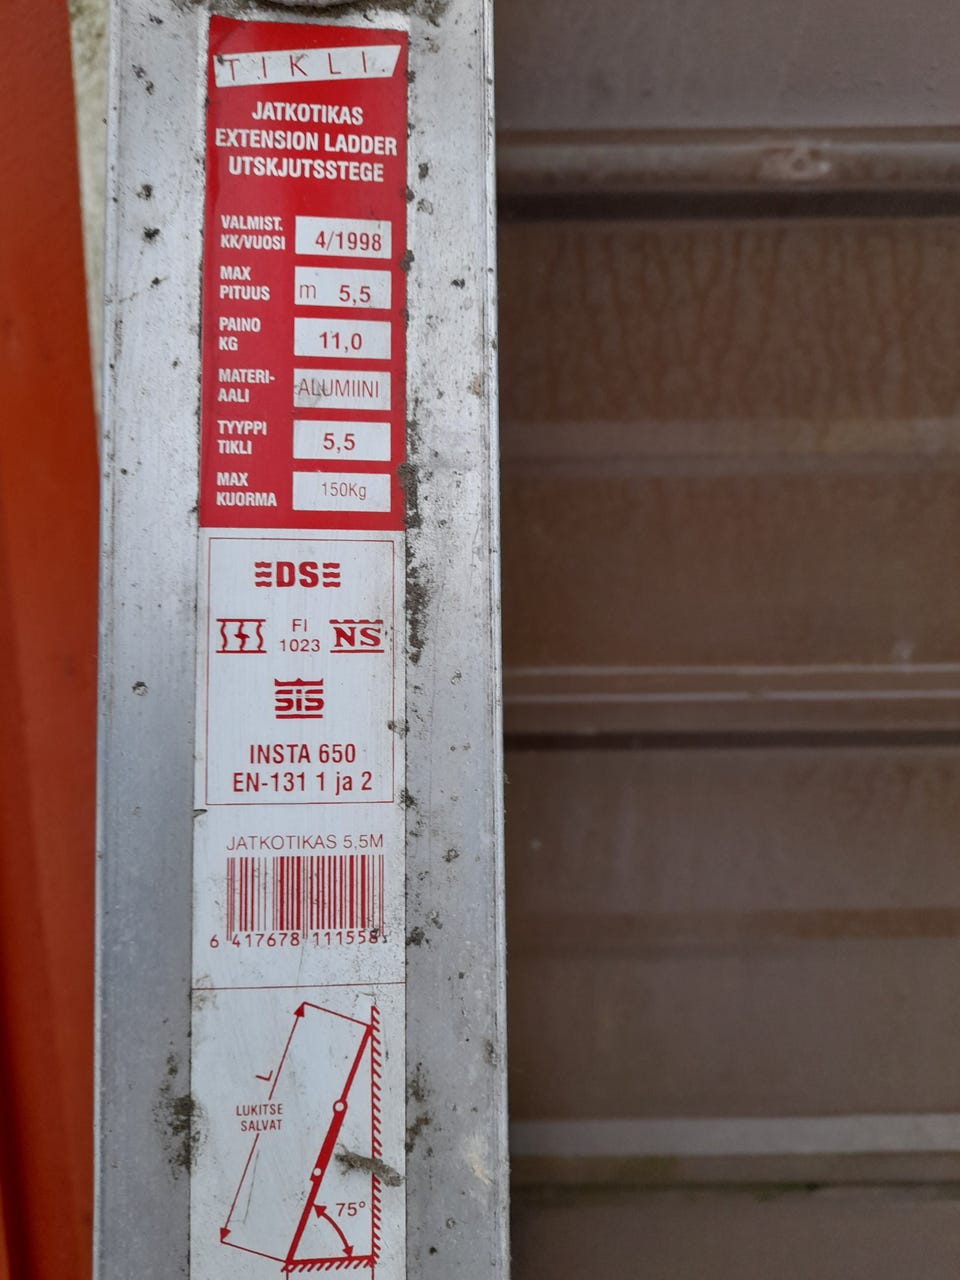 TIKLI
JATKOTIKAS
EXTENSION LADDER
UTSKJUTSSTEGE
VALMIST.
KK/VUOSI
4/1998
MAX
PITUUS
m 5,5
PAINO
KG
11,0
MATERI-
AALI
ALUMIINI
TYYPPI
TIKLI
5,5
MAX
KUORMA
150Kg
DS
FI
1023
NS
SIS
INSTA 650
EN-131 1 ja 2
JATKOTIKAS 5,5M
6 417678 111558
L
LUKITSE
SALVAT
75°